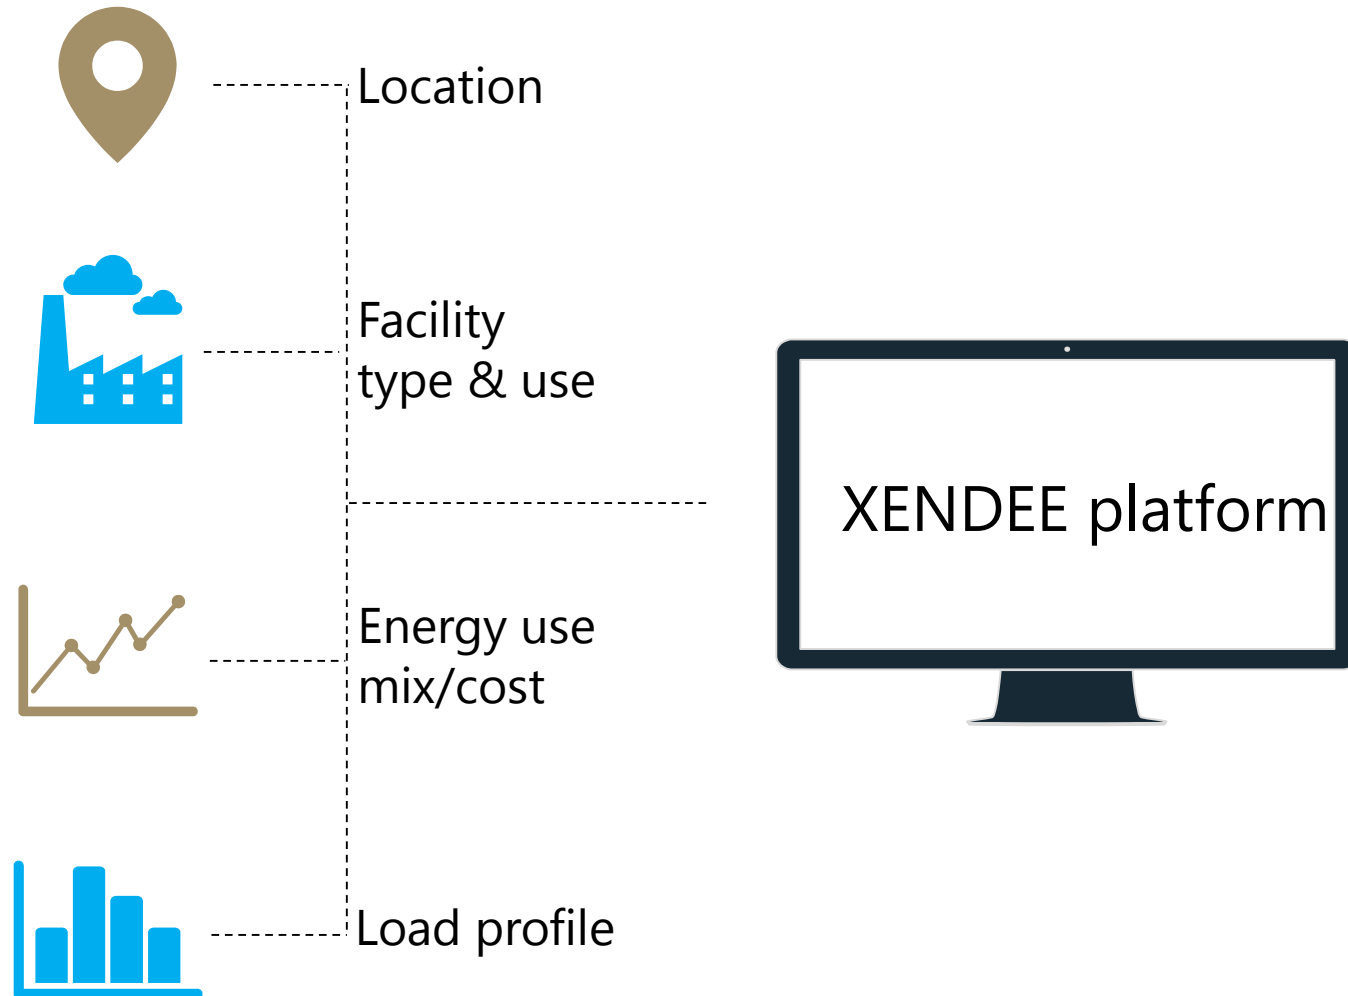 Location
Facility
type & use
XENDEE platform
Energy use
mix/cost
Load profile